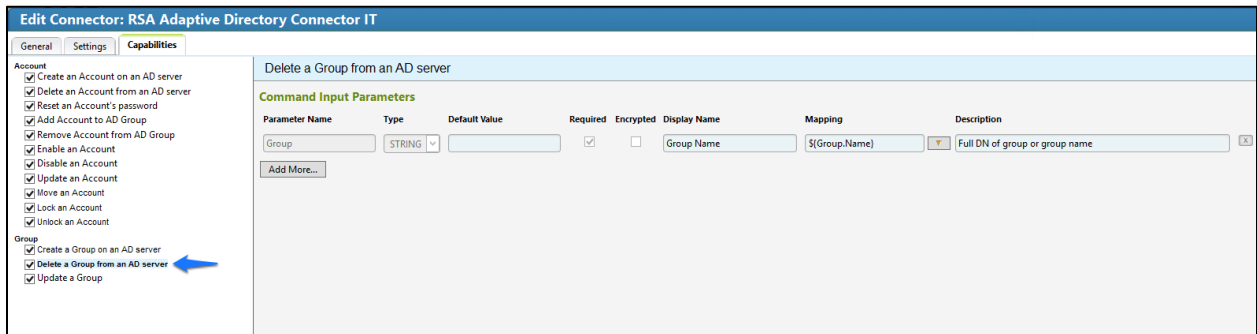 Edit Connector: RSA Adaptive Directory Connector IT
General Settings Capabilities
Account
Create an Account on an AD server
Delete an Account from an AD server
Reset an Account's password
Add Account to AD Group
Remove Account from AD Group
Enable an Account
Disable an Account
Update an Account
Move an Account
Lock an Account
Unlock an Account
Group
Create a Group on an AD server
Delete a Group from an AD server
Update a Group
Delete a Group from an AD server
Command Input Parameters
Parameter Name Type Default Value Required Encrypted Display Name Mapping Description
Group STRING Group Name ${Group.Name} Full DN of group or group name x
Add More...